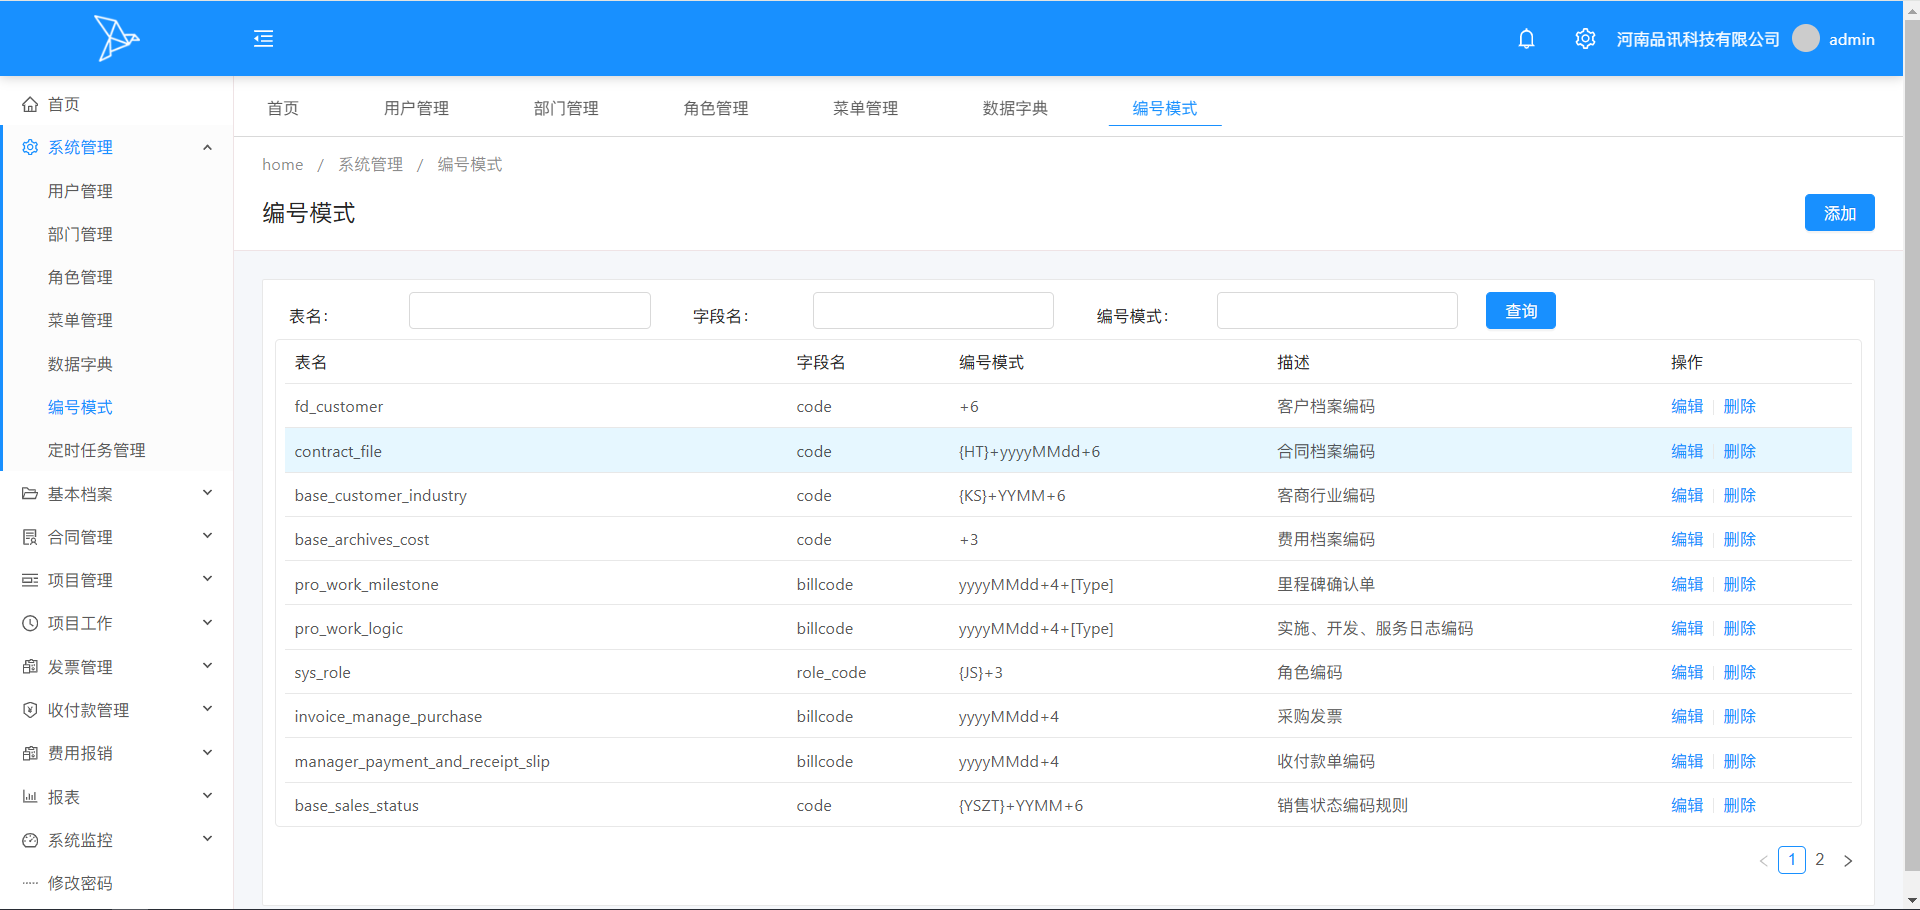 河南品讯科技有限公司 admin
首页
系统管理
用户管理
部门管理
角色管理
菜单管理
数据字典
编号模式
定时任务管理
基本档案
合同管理
项目管理
项目工作
发票管理
收付款管理
费用报销
报表
系统监控
修改密码
首页 用户管理 部门管理 角色管理 菜单管理 数据字典 编号模式
home / 系统管理 / 编号模式
编号模式
添加
表名: 字段名: 编号模式: 查询
表名 字段名 编号模式 描述 操作
fd_customer code +6 客户档案编码 编辑 删除
contract_file code {HT}+yyyyMMdd+6 合同档案编码 编辑 删除
base_customer_industry code {KS}+YYMM+6 客商行业编码 编辑 删除
base_archives_cost code +3 费用档案编码 编辑 删除
pro_work_milestone billcode yyyyMMdd+4+[Type] 里程碑确认单 编辑 删除
pro_work_logic billcode yyyyMMdd+4+[Type] 实施、开发、服务日志编码 编辑 删除
sys_role role_code {JS}+3 角色编码 编辑 删除
invoice_manage_purchase billcode yyyyMMdd+4 采购发票 编辑 删除
manager_payment_and_receipt_slip billcode yyyyMMdd+4 收付款单编码 编辑 删除
base_sales_status code {YSZT}+YYMM+6 销售状态编码规则 编辑 删除
< 1 2 >